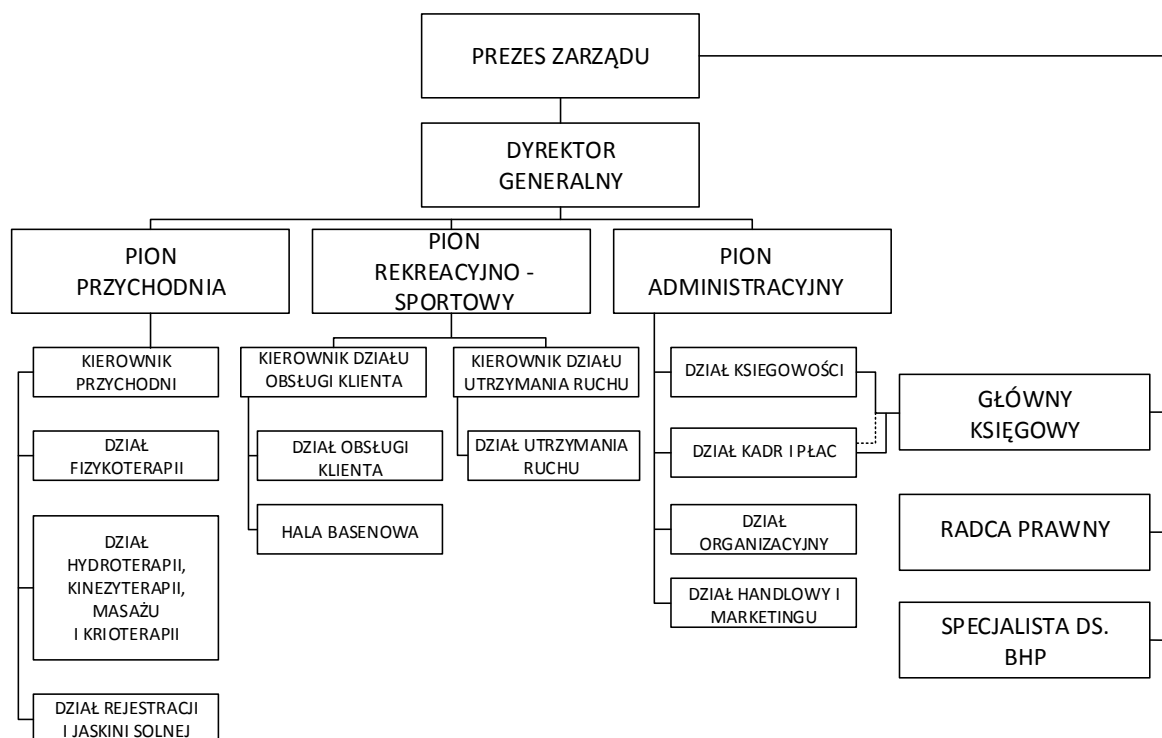 PREZES ZARZĄDU
DYREKTOR
GENERALNY
PION
PRZYCHODNIA
PION
REKREACYJNO -
SPORTOWY
PION
ADMINISTRACYJNY
KIEROWNIK
PRZYCHODNI
DZIAŁ
FIZYKOTERAPII
DZIAŁ
HYDROTERAPII,
KINEZYTERAPII,
MASAŻU
I KRIOTERAPII
DZIAŁ REJESTRACJI
I JASKINI SOLNEJ
KIEROWNIK DZIAŁU
OBSŁUGI KLIENTA
DZIAŁ OBSŁUGI
KLIENTA
HALA BASENOWA
KIEROWNIK DZIAŁU
UTRZYMANIA RUCHU
DZIAŁ UTRZYMANIA
RUCHU
DZIAŁ KSIEGOWOŚCI
DZIAŁ KADR I PŁAC
DZIAŁ
ORGANIZACYJNY
DZIAŁ HANDLOWY I
MARKETINGU
GŁÓWNY
KSIĘGOWY
RADCA PRAWNY
SPECJALISTA DS.
BHP